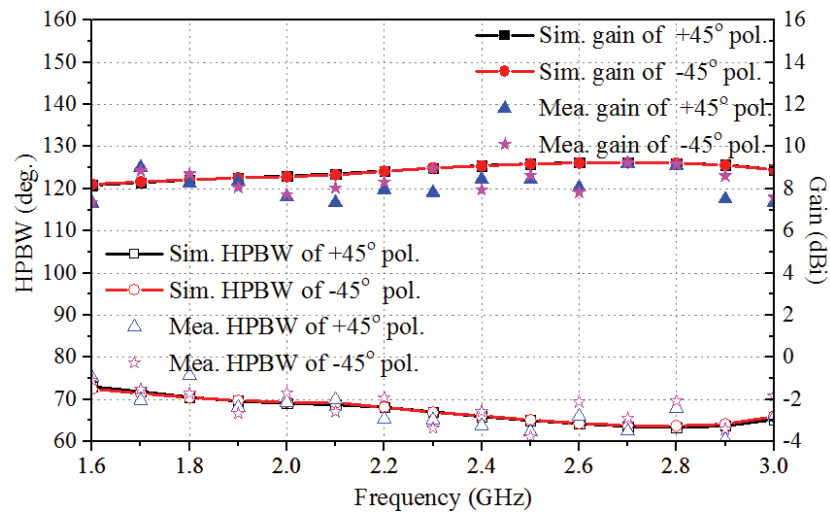 160
150
140
130
120
110
100
90
80
70
60
HPBW (deg.)
16
14
12
10
8
6
4
2
0
-2
-4
Gain (dBi)
Sim. gain of +45° pol.
Sim. gain of -45° pol.
Mea. gain of +45° pol.
Mea. gain of -45° pol.
Sim. HPBW of +45° pol.
Sim. HPBW of -45° pol.
Mea. HPBW of +45° pol.
Mea. HPBW of -45° pol.
1.6 1.8 2.0 2.2 2.4 2.6 2.8 3.0
Frequency (GHz)